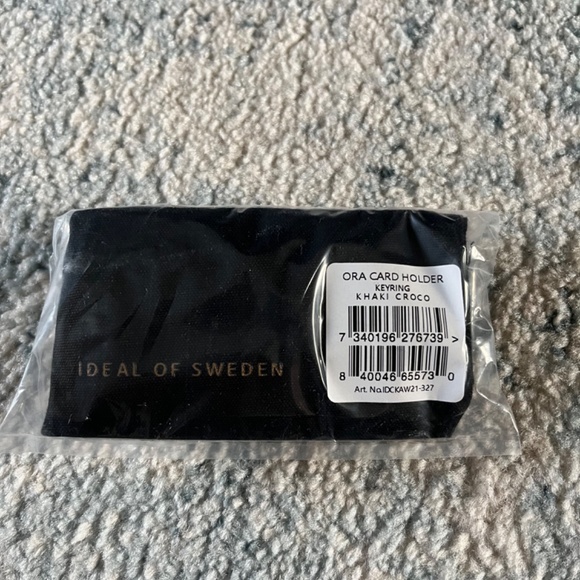 IDEAL OF SWEDEN
ORA CARD HOLDER
KEYRING
KHAKI CROCO
7 340196 276739 >
8 40046 65573 0
Art. No.IDCKAW21-327